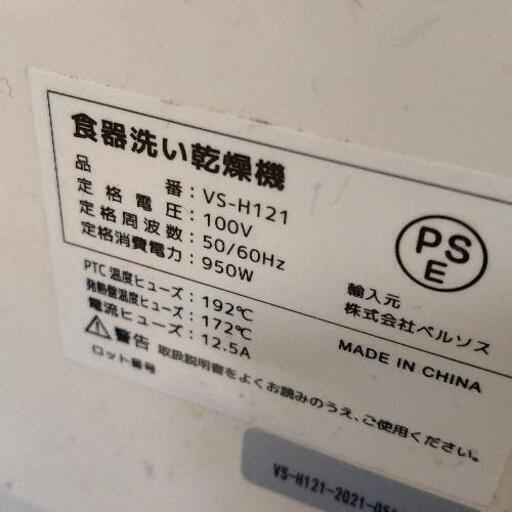 食器洗い乾燥機
品番：VS-H121
定格電圧：100V
定格周波数：50/60Hz
定格消費電力：950W
PTC温度ヒューズ：192℃
発熱盤温度ヒューズ：172℃
電流ヒューズ：12.5A
PSE
輸入元
株式会社ベルソス
MADE IN CHINA
警告 取扱説明書をよくお読みのうえ、ご使用ください。
ロット番号
VS-H121-2021-